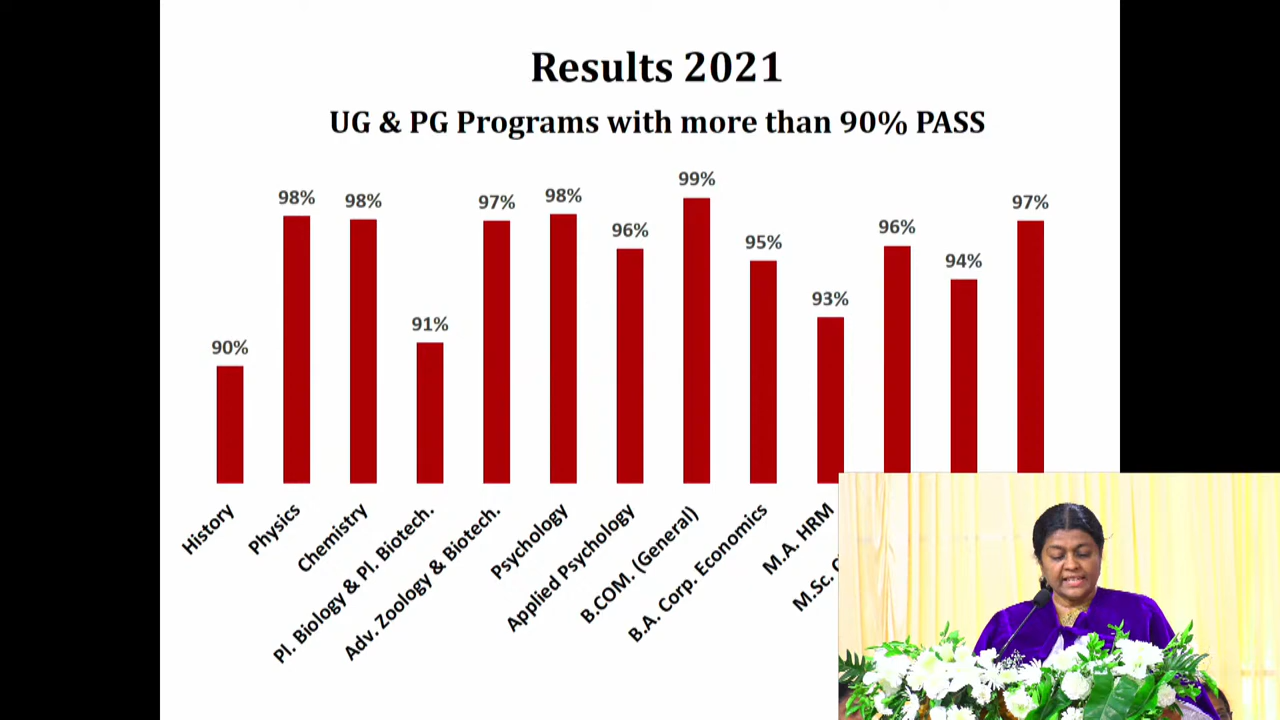 Results 2021
UG & PG Programs with more than 90% PASS
90%
98%
98%
91%
97%
98%
96%
99%
95%
93%
96%
94%
97%
History
Physics
Chemistry
Pl. Biology & Pl. Biotech.
Adv. Zoology & Biotech.
Psychology
Applied Psychology
B.COM. (General)
B.A. Corp. Economics
M.A. HRM
M.Sc.